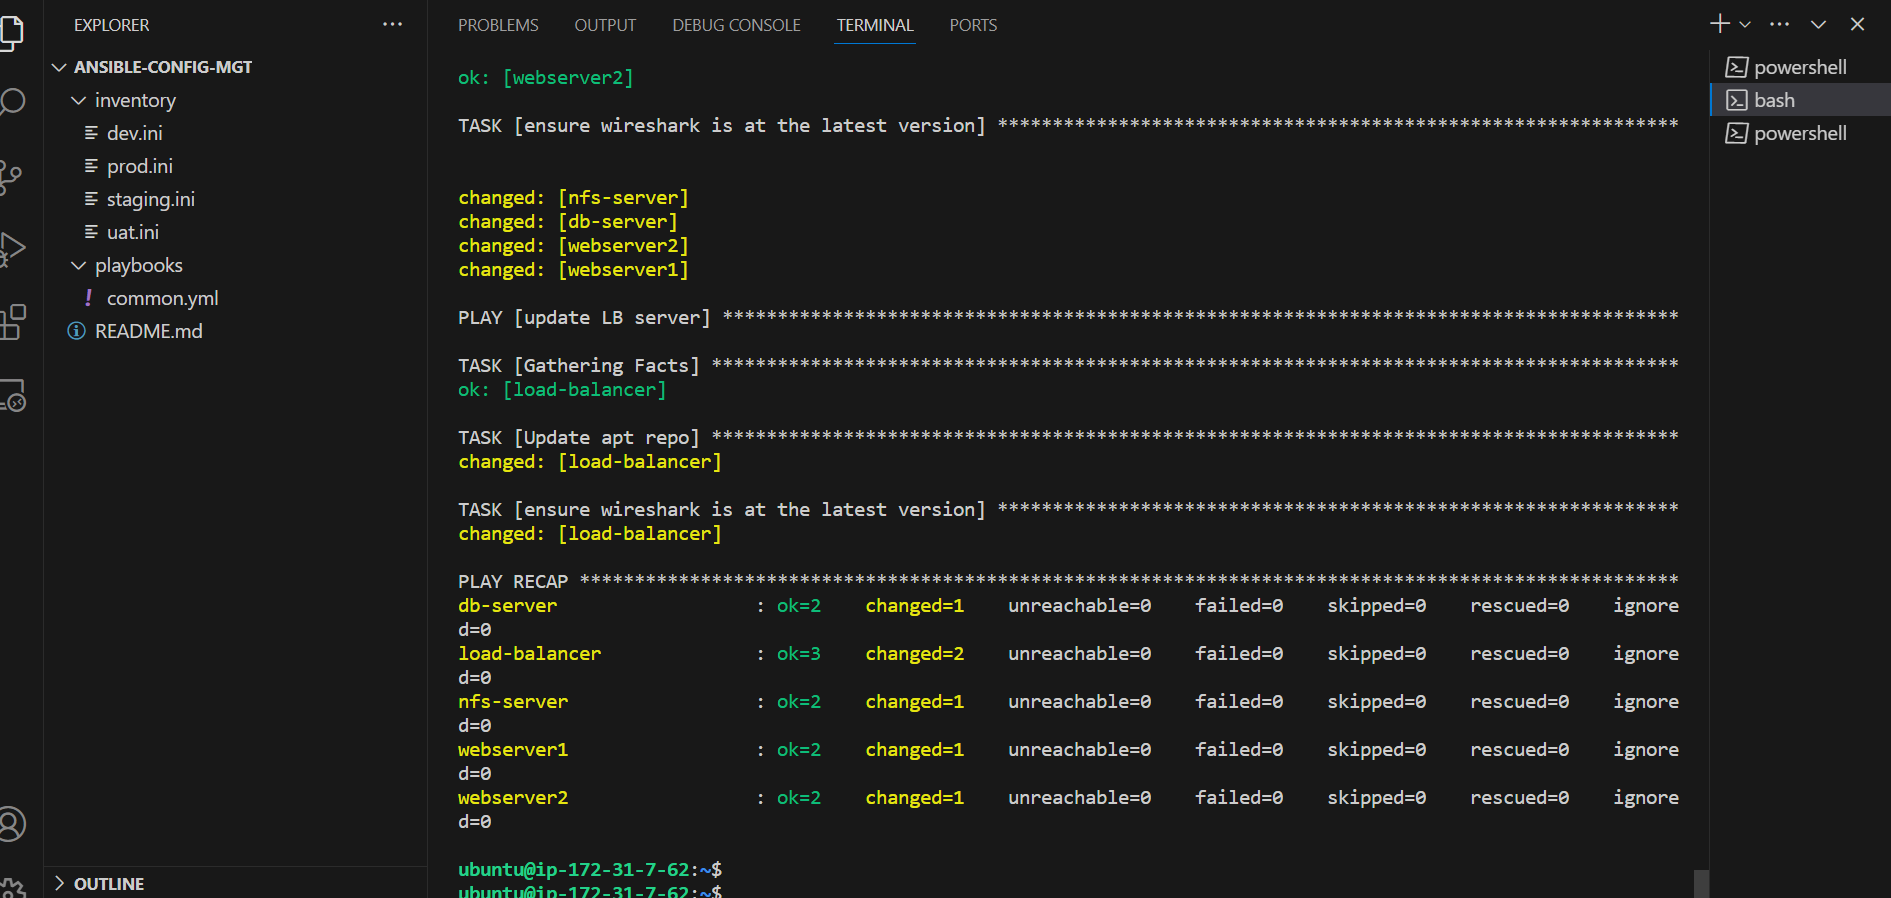 EXPLORER
ANSIBLE-CONFIG-MGT
inventory
dev.ini
prod.ini
staging.ini
uat.ini
playbooks
! common.yml
README.md
OUTLINE
PROBLEMS OUTPUT DEBUG CONSOLE TERMINAL PORTS
ok: [webserver2]
TASK [ensure wireshark is at the latest version] **************************************************************
changed: [nfs-server]
changed: [db-server]
changed: [webserver2]
changed: [webserver1]
PLAY [update LB server] ***************************************************************************************
TASK [Gathering Facts] ****************************************************************************************
ok: [load-balancer]
TASK [Update apt repo] ****************************************************************************************
changed: [load-balancer]
TASK [ensure wireshark is at the latest version] **************************************************************
changed: [load-balancer]
PLAY RECAP ****************************************************************************************************
db-server : ok=2 changed=1 unreachable=0 failed=0 skipped=0 rescued=0 ignore
d=0
load-balancer : ok=3 changed=2 unreachable=0 failed=0 skipped=0 rescued=0 ignore
d=0
nfs-server : ok=2 changed=1 unreachable=0 failed=0 skipped=0 rescued=0 ignore
d=0
webserver1 : ok=2 changed=1 unreachable=0 failed=0 skipped=0 rescued=0 ignore
d=0
webserver2 : ok=2 changed=1 unreachable=0 failed=0 skipped=0 rescued=0 ignore
d=0
ubuntu@ip-172-31-7-62:~$
ubuntu@ip-172-31-7-62:~$
powershell
bash
powershell